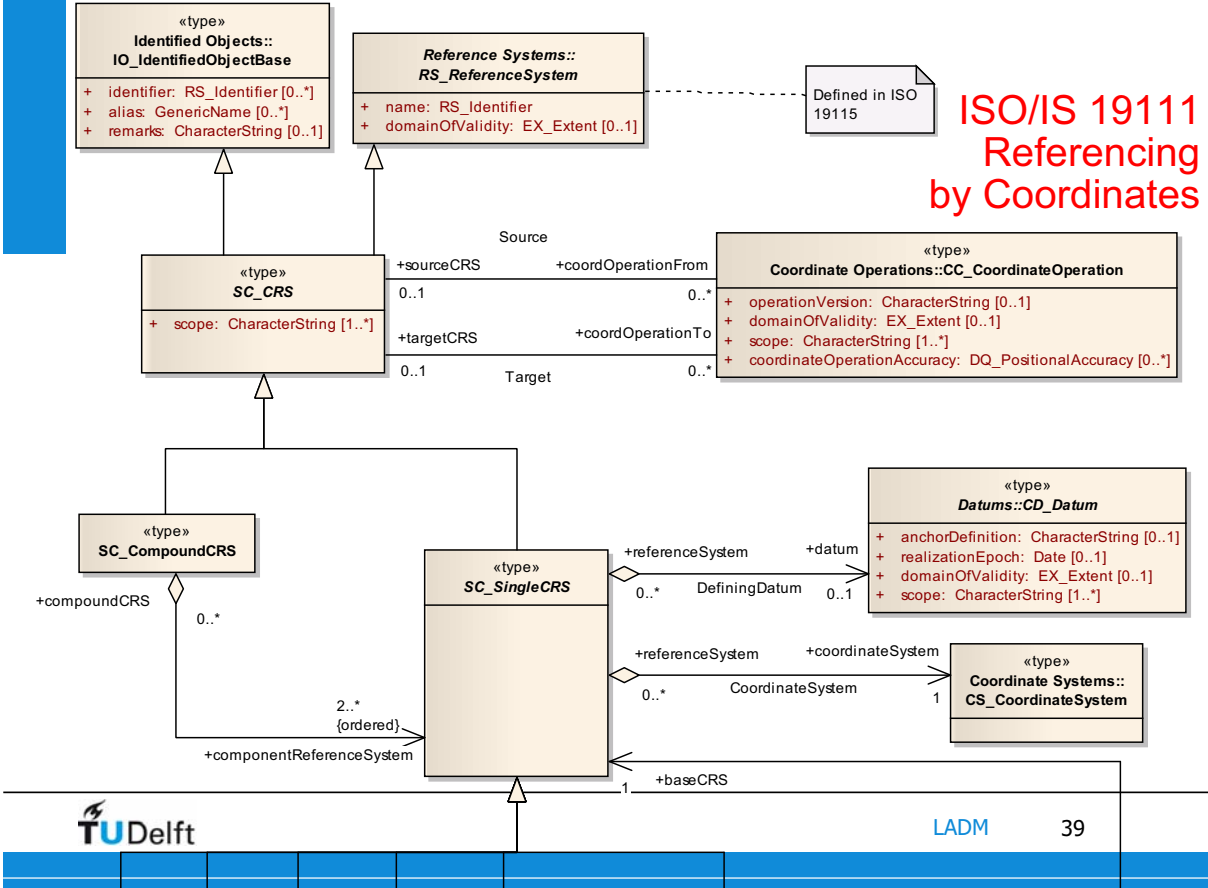 «type»
Identified Objects::
IO_IdentifiedObjectBase
+ identifier: RS_Identifier [0..*]
+ alias: GenericName [0..*]
+ remarks: CharacterString [0..1]
Reference Systems::
RS_ReferenceSystem
+ name: RS_Identifier
+ domainOfValidity: EX_Extent [0..1]
Defined in ISO
19115
ISO/IS 19111
Referencing
by Coordinates
«type»
SC_CRS
+ scope: CharacterString [1..*]
Source
+sourceCRS
+coordOperationFrom
0..1
0..*
+targetCRS
+coordOperationTo
0..1
0..*
Target
«type»
Coordinate Operations::CC_CoordinateOperation
+ operationVersion: CharacterString [0..1]
+ domainOfValidity: EX_Extent [0..1]
+ scope: CharacterString [1..*]
+ coordinateOperationAccuracy: DQ_PositionalAccuracy [0..*]
«type»
SC_CompoundCRS
+compoundCRS
0..*
2..*
{ordered}
+componentReferenceSystem
«type»
SC_SingleCRS
+referenceSystem
+datum
0..*
DefiningDatum
0..1
«type»
Datums::CD_Datum
+ anchorDefinition: CharacterString [0..1]
+ realizationEpoch: Date [0..1]
+ domainOfValidity: EX_Extent [0..1]
+ scope: CharacterString [1..*]
+referenceSystem
+coordinateSystem
0..*
CoordinateSystem
1
«type»
Coordinate Systems::
CS_CoordinateSystem
1
+baseCRS
TUDelft
LADM
39